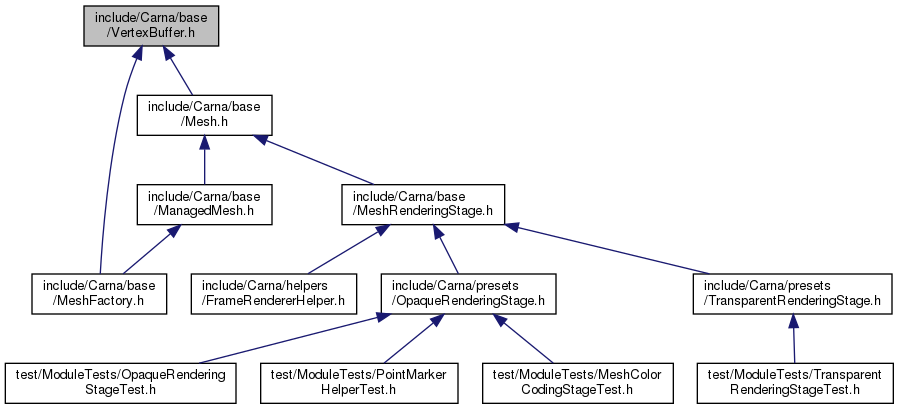 include/Carna/base
/VertexBuffer.h
include/Carna/base
/Mesh.h
include/Carna/base
/ManagedMesh.h
include/Carna/base
/MeshRenderingStage.h
include/Carna/base
/MeshFactory.h
include/Carna/helpers
/FrameRendererHelper.h
include/Carna/presets
/OpaqueRenderingStage.h
include/Carna/presets
/TransparentRenderingStage.h
test/ModuleTests/OpaqueRendering
StageTest.h
test/ModuleTests/PointMarker
HelperTest.h
test/ModuleTests/MeshColor
CodingStageTest.h
test/ModuleTests/Transparent
RenderingStageTest.h